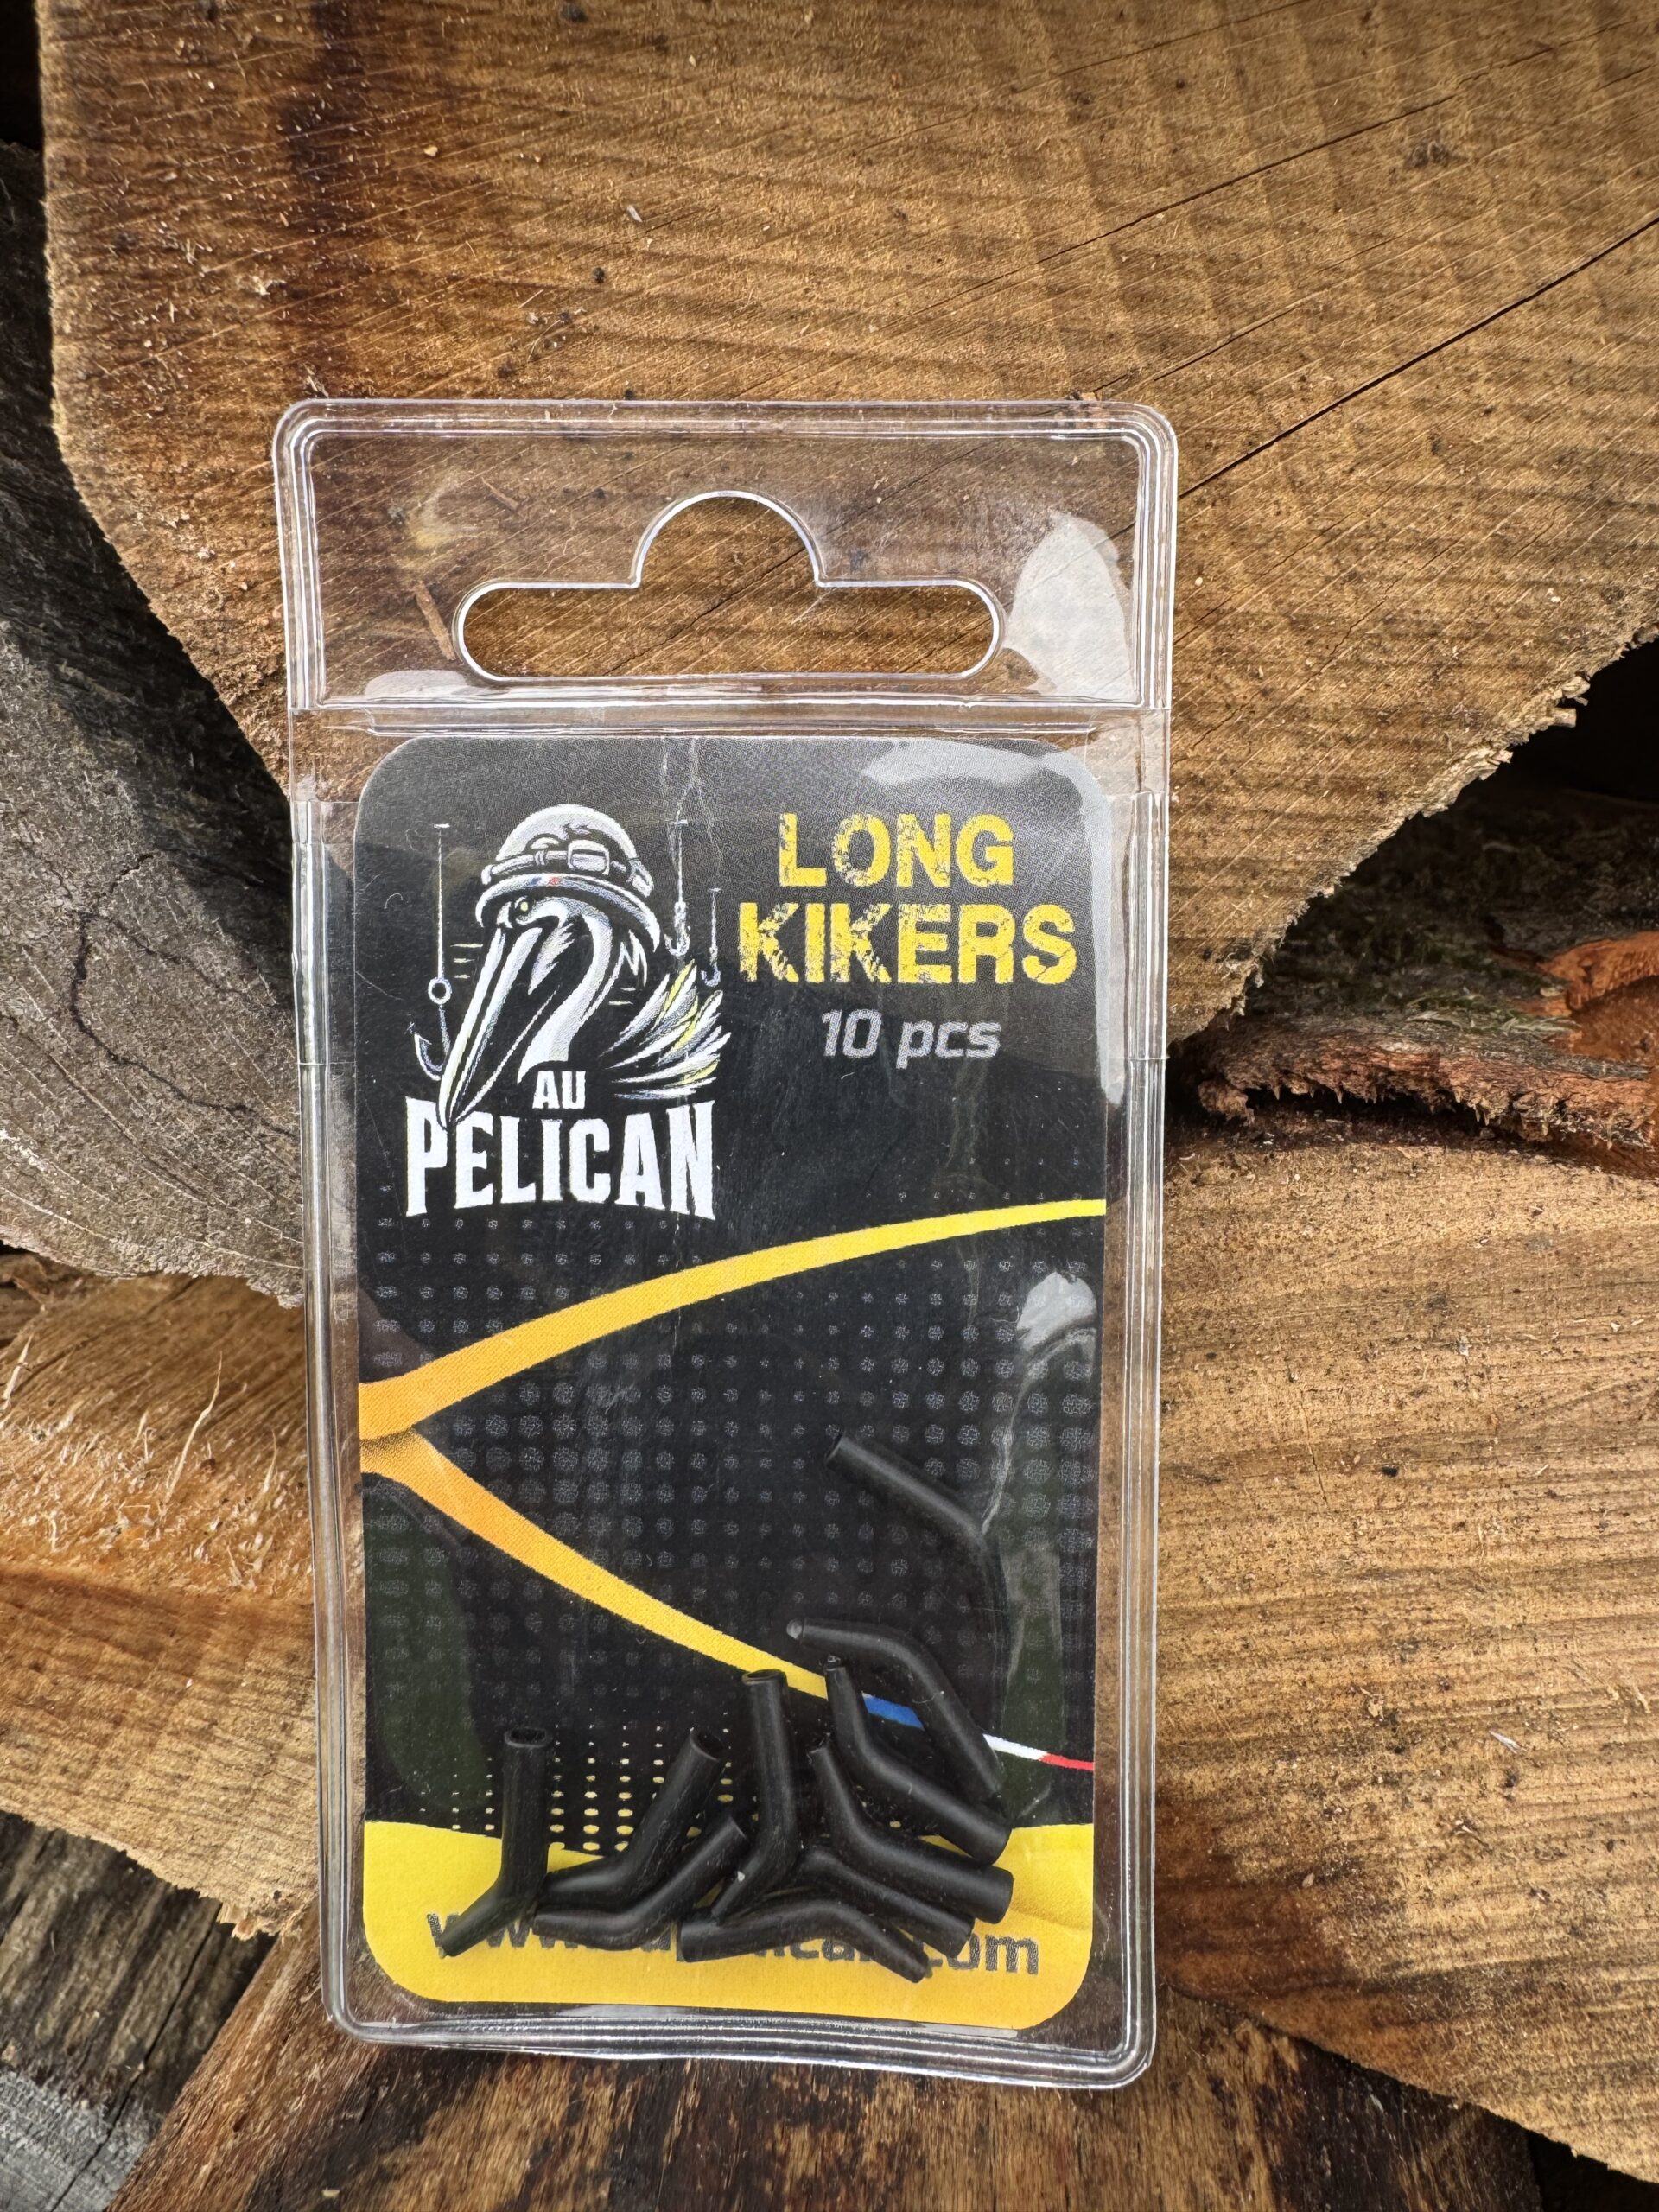 LONG
KIKERS
10 pcs
AU
PELICAN